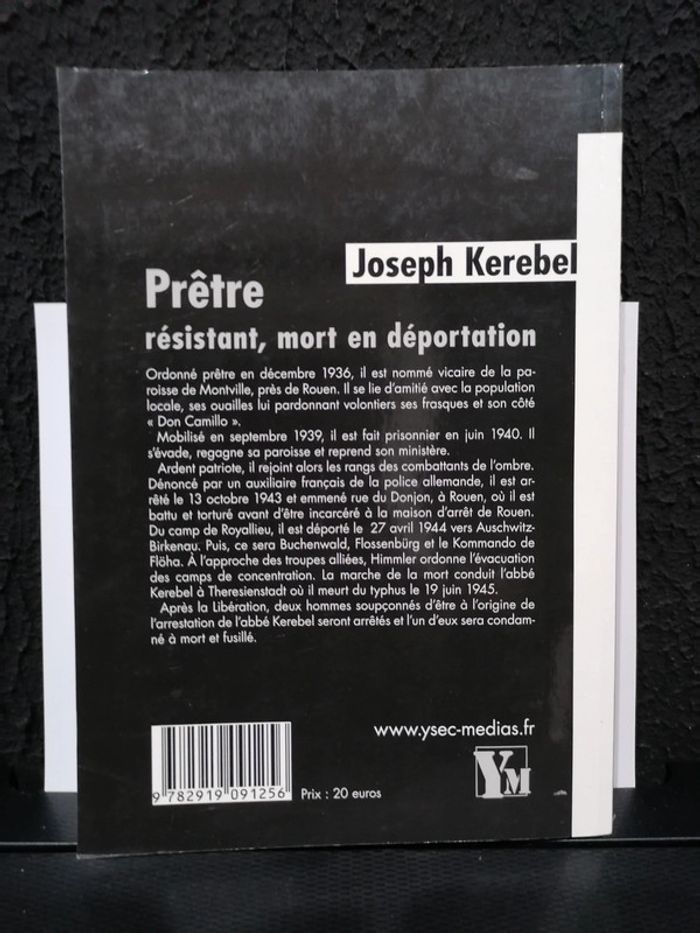 Joseph Kerebel
Prêtre
résistant, mort en déportation
Ordonné prêtre en décembre 1936, il est nommé vicaire de la pa-
roisse de Montville, près de Rouen. Il se lie d'amitié avec la population
locale, ses ouailles lui pardonnant volontiers ses frasques et son côté
« Don Camillo ».
Mobilisé en septembre 1939, il est fait prisonnier en juin 1940. Il
s'évade, regagne sa paroisse et reprend son ministère.
Ardent patriote, il rejoint alors les rangs des combattants de l'ombre.
Dénoncé par un auxiliaire français de la police allemande, il est ar-
rêté le 13 octobre 1943 et emmené rue du Donjon, à Rouen, où il est
battu et torturé avant d'être incarcéré à la maison d'arrêt de Rouen.
Du camp de Royallieu, il est déporté le 27 avril 1944 vers Auschwitz-
Birkenau. Puis, ce sera Buchenwald, Flossenbürg et le Kommando de
Flöha. À l'approche des troupes alliées, Himmler ordonne l'évacuation
des camps de concentration. La marche de la mort conduit l'abbé
Kerebel à Theresienstadt où il meurt du typhus le 19 juin 1945.
Après la Libération, deux hommes soupçonnés d'être à l'origine de
l'arrestation de l'abbé Kerebel seront arrêtés et l'un d'eux sera condam-
né à mort et fusillé.
www.ysec-medias.fr
YM
9 782919 091256
Prix : 20 euros